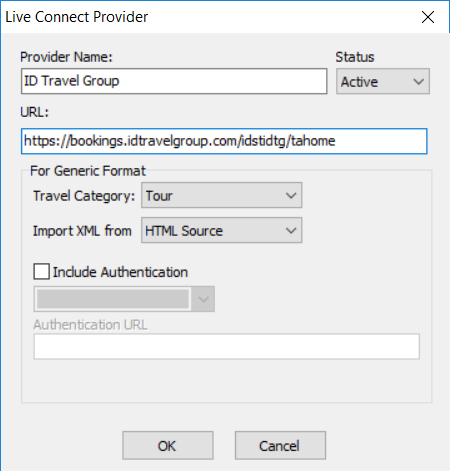 Live Connect Provider
Provider Name: Status
ID Travel Group Active
URL:
https://bookings.idtravelgroup.com/idstidtg/tahome
For Generic Format
Travel Category: Tour
Import XML from HTML Source
Include Authentication
Authentication URL
OK Cancel